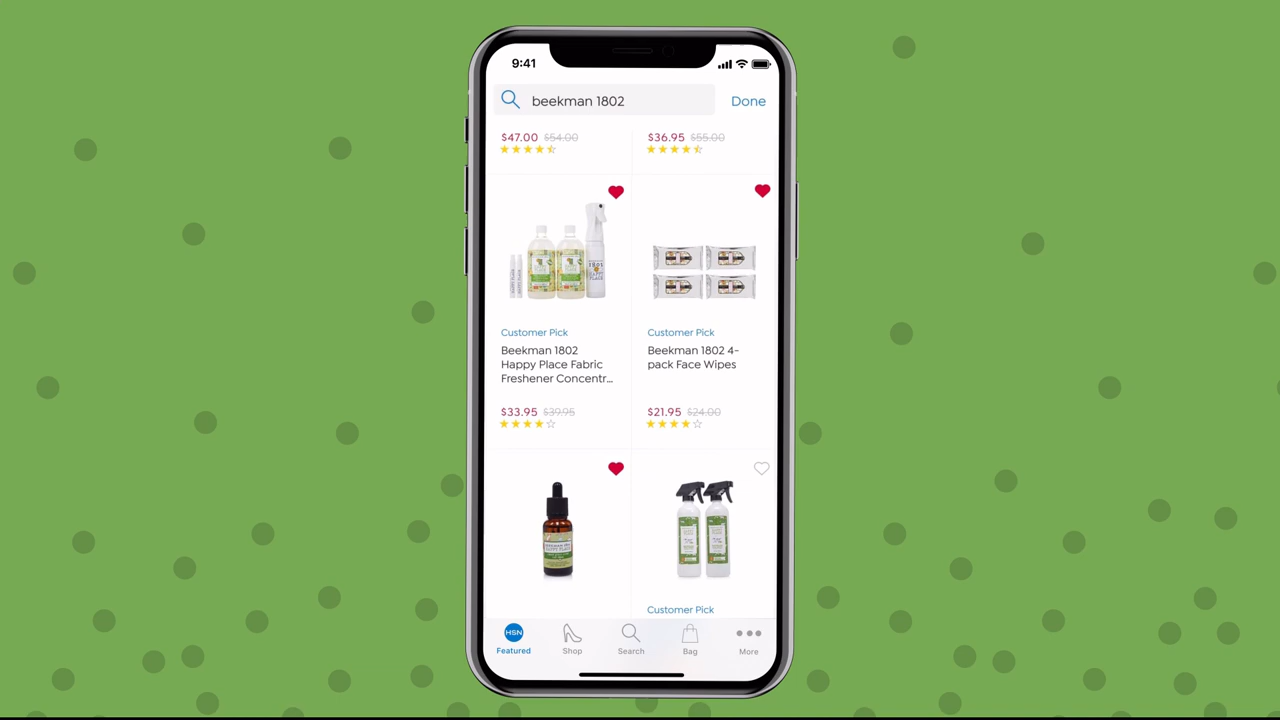 9:41
beekman 1802
Done
$47.00 $54.00
$36.95 $55.00
Customer Pick
Beekman 1802
Happy Place Fabric
Freshener Concentr...
$33.95 $39.95
Customer Pick
Beekman 1802 4-
pack Face Wipes
$21.95 $24.00
HAPPY PLACE
Customer Pick
HSN
Featured
Shop
Search
Bag
More